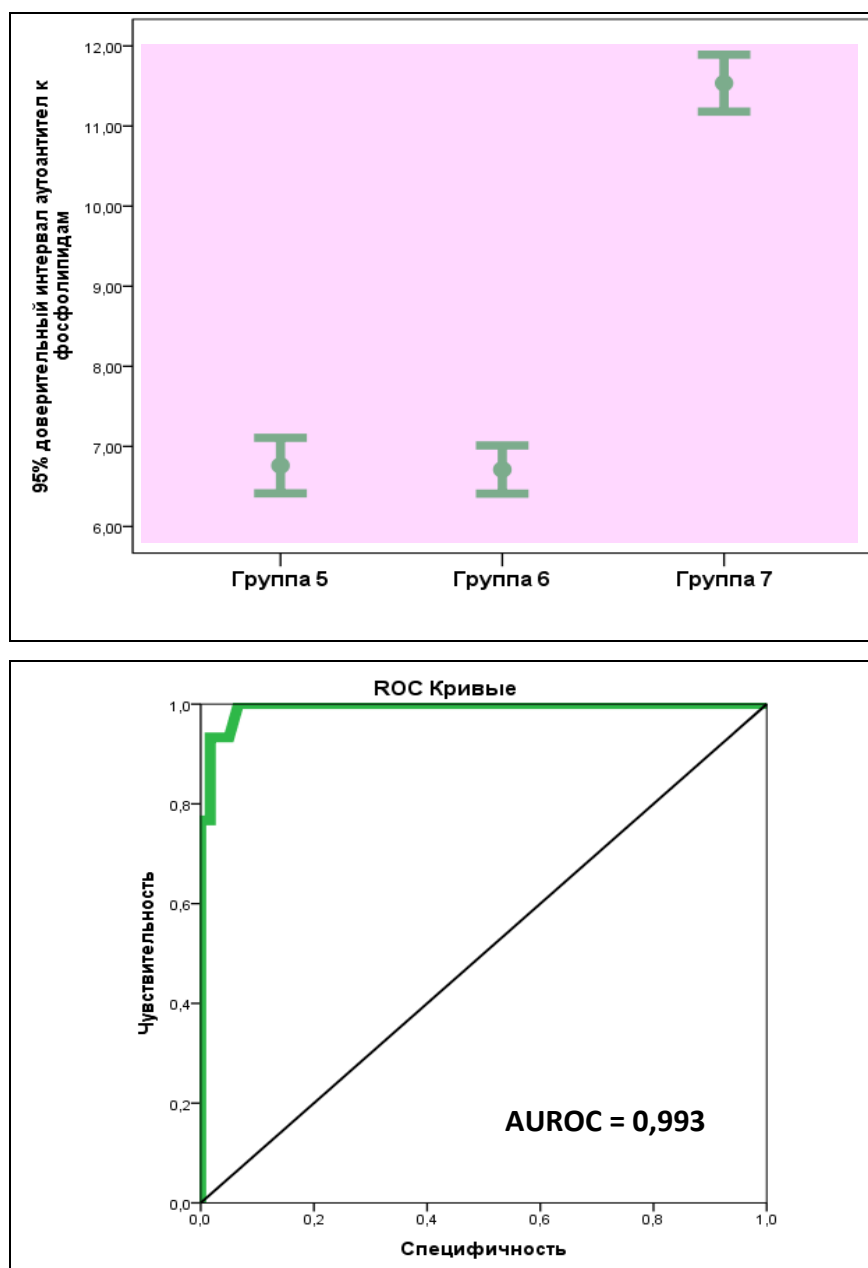 95% доверительный интервал аутоантител к
фосфолипидам
12,00
11,00
10,00
9,00
8,00
7,00
6,00
Группа 5
Группа 6
Группа 7
ROC Кривые
Чувствительность
1,0
0,8
0,6
0,4
0,2
0,0
AUROC = 0,993
0,0
0,2
0,4
0,6
0,8
1,0
Специфичность